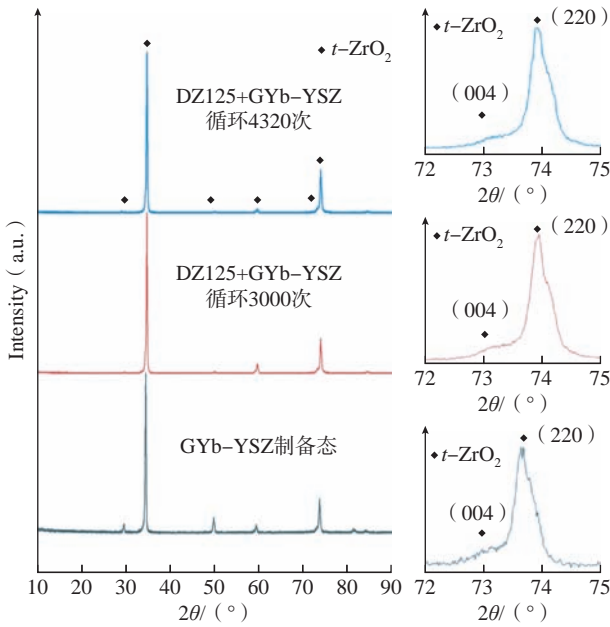 Intensity (a.u.)
◆ t–ZrO2
DZ125+GYb–YSZ
循环4320次
DZ125+GYb–YSZ
循环3000次
GYb–YSZ制备态
10 20 30 40 50 60 70 80 90
2θ/(°)
◆ t–ZrO2
(220)
(004)
72 73 74 75
2θ/(°)
◆ t–ZrO2
(220)
(004)
72 73 74 75
2θ/(°)
◆ t–ZrO2
(220)
(004)
72 73 74 75
2θ/(°)